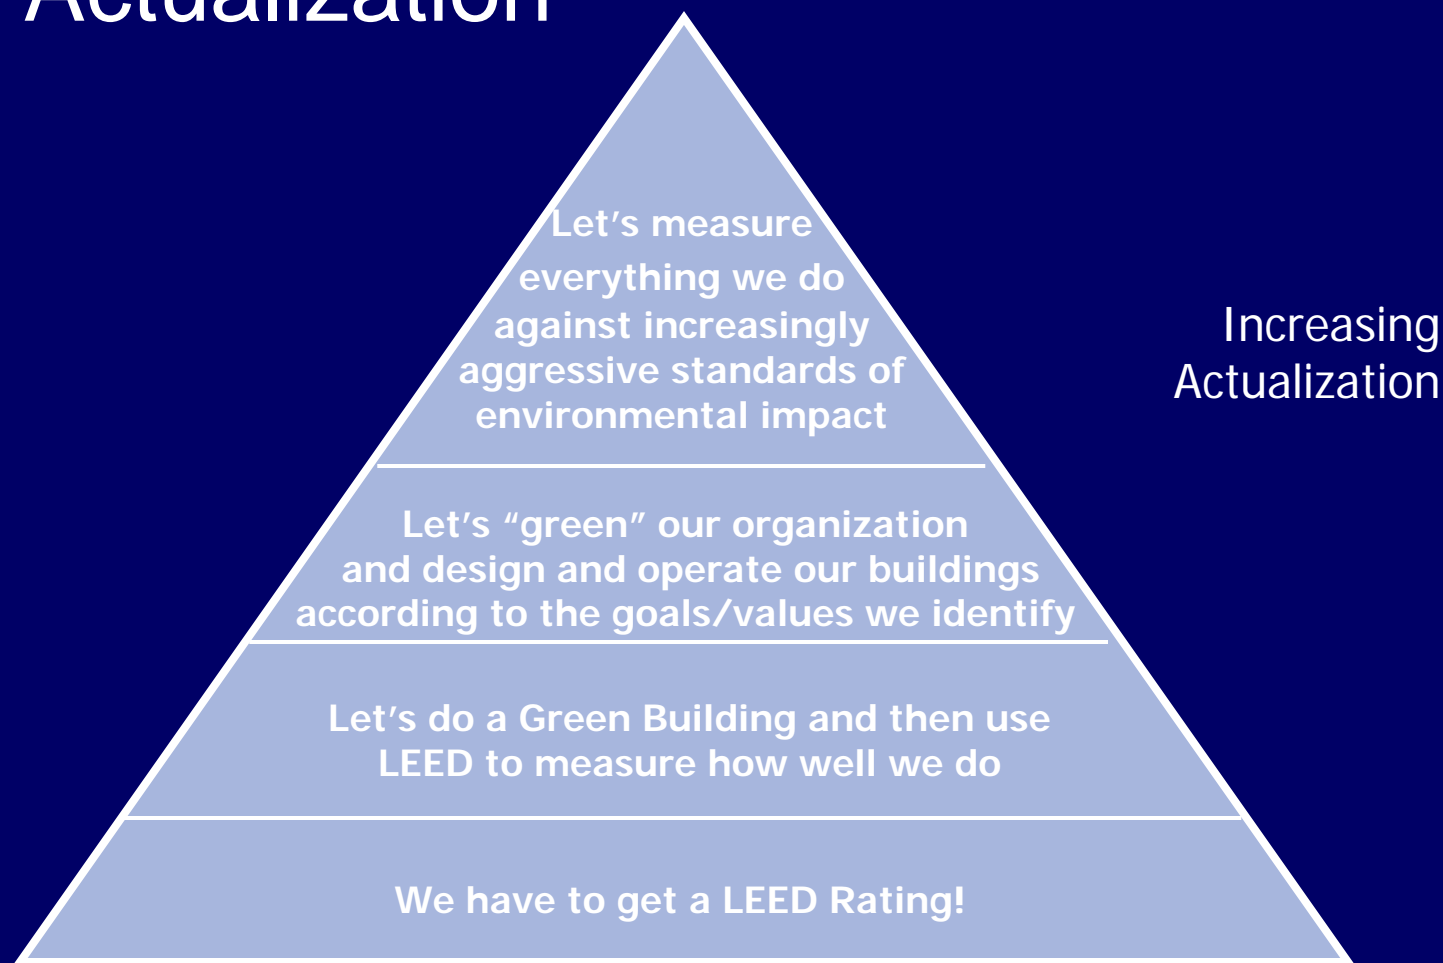 Actualization
Let's measure
everything we do
against increasingly
aggressive standards of
environmental impact
Increasing
Actualization
Let's “green” our organization
and design and operate our buildings
according to the goals/values we identify
Let's do a Green Building and then use
LEED to measure how well we do
We have to get a LEED Rating!